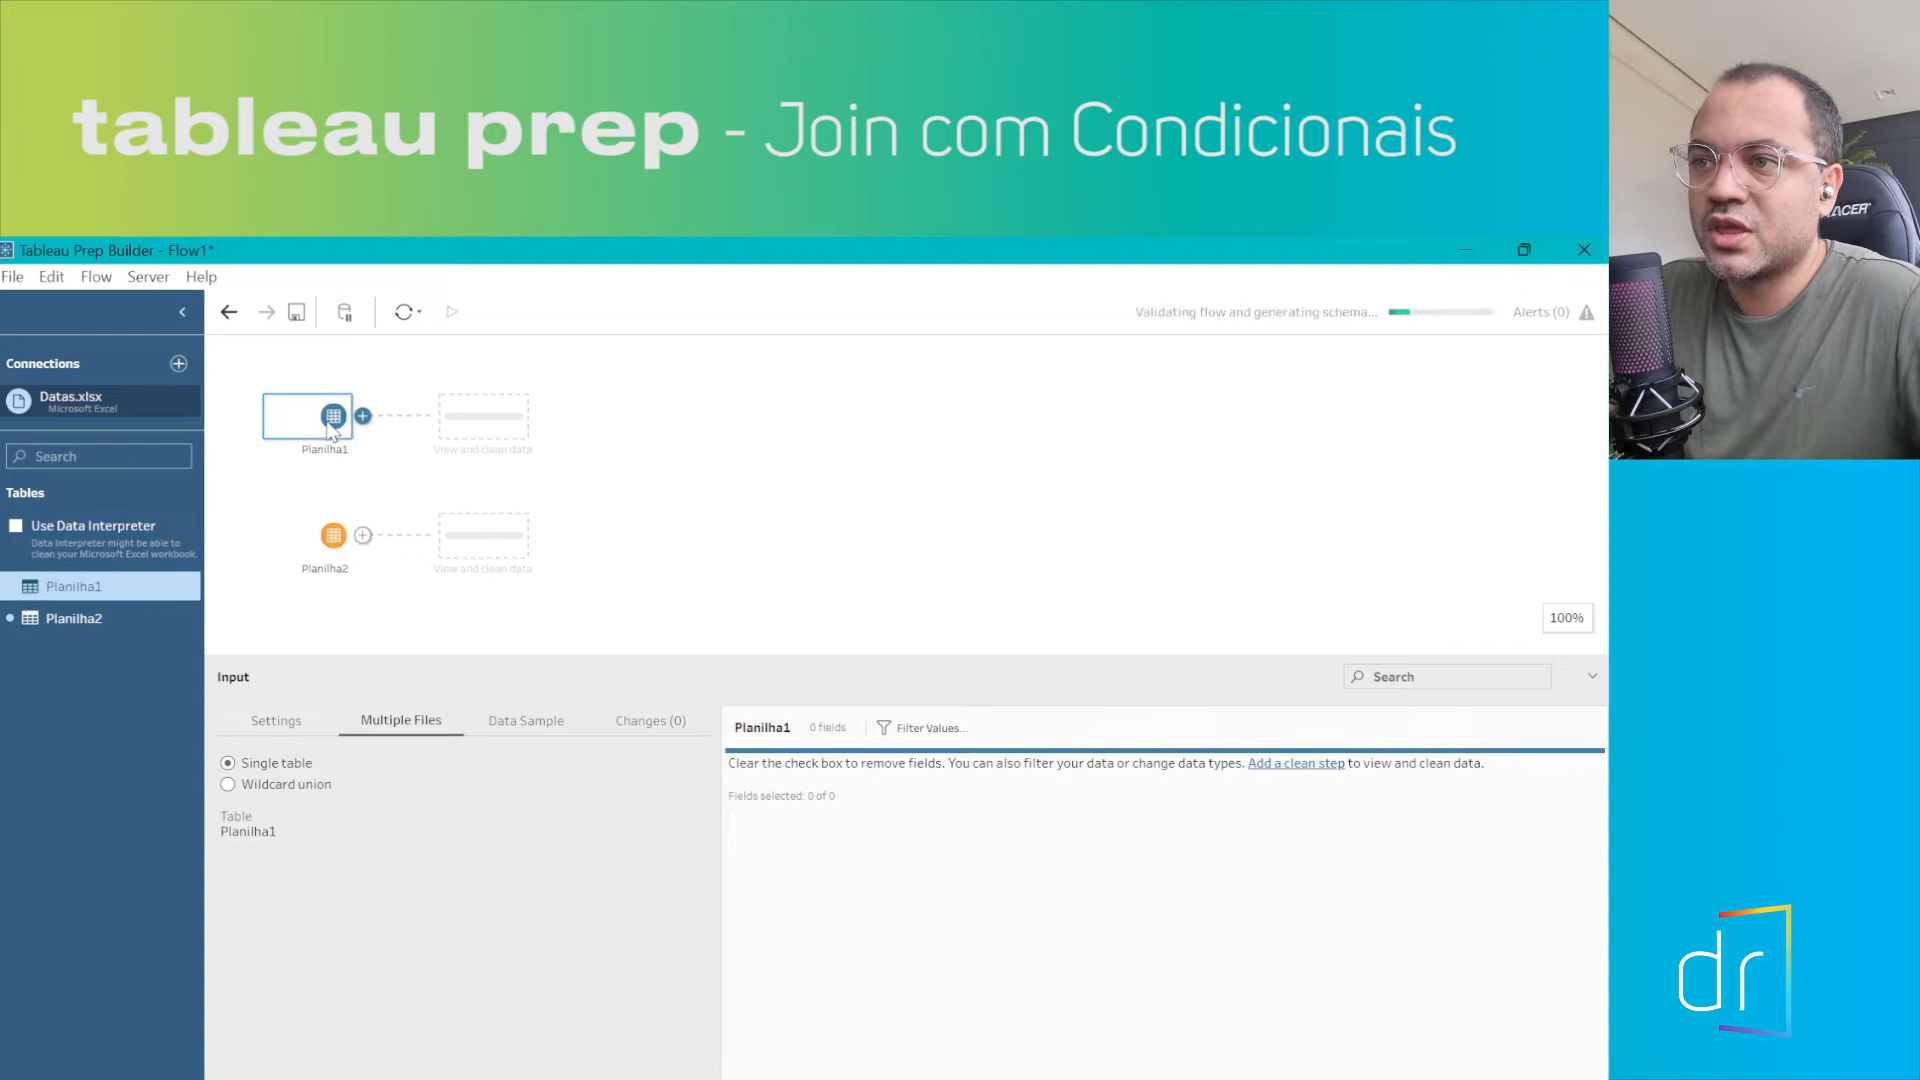 tableau prep - Join com Condicionais
Tableau Prep Builder - Flow1*
File Edit Flow Server Help
Validating flow and generating schema...
Alerts (0)
Connections
Datas.xlsx
Microsoft Excel
Search
Tables
Use Data Interpreter
Data Interpreter might be able to
clean your Microsoft Excel workbook.
Planilha1
Planilha2
Planilha1
View and clean data
Planilha2
View and clean data
100%
Input
Search
Settings
Multiple Files
Data Sample
Changes (0)
Single table
Wildcard union
Table
Planilha1
Planilha1
0 fields
Filter Values...
Clear the check box to remove fields. You can also filter your data or change data types. Add a clean step to view and clean data.
Fields selected: 0 of 0
dr